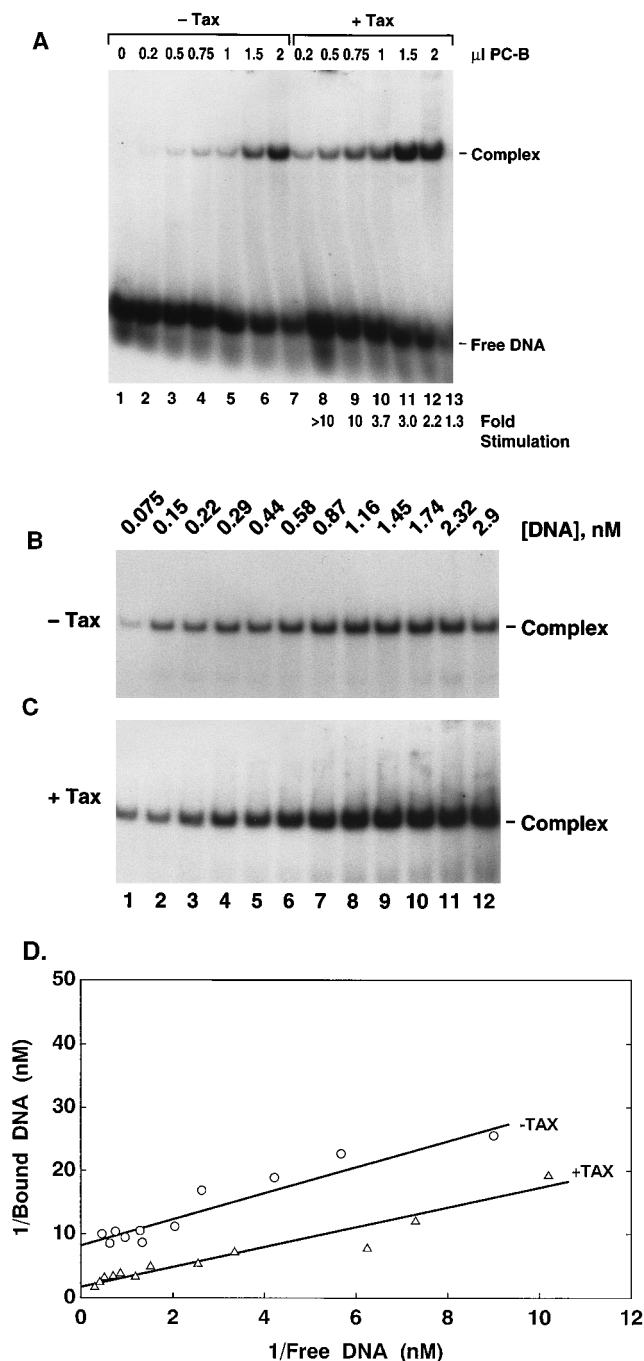 A
– Tax + Tax
0 0.2 0.5 0.75 1 1.5 2 0.2 0.5 0.75 1 1.5 2 µl PC-B
– Complex
– Free DNA
1 2 3 4 5 6 7 8 9 10 11 12 13
>10 10 3.7 3.0 2.2 1.3 Fold
Stimulation
0.075 0.15 0.22 0.29 0.44 0.58 0.87 1.16 1.45 1.74 2.32 2.9 [DNA], nM
B
– Tax – Complex
C
+ Tax – Complex
1 2 3 4 5 6 7 8 9 10 11 12
D.
50
40
30
20
10
0
1/Bound DNA (nM)
-TAX
+TAX
0 2 4 6 8 10 12
1/Free DNA (nM)